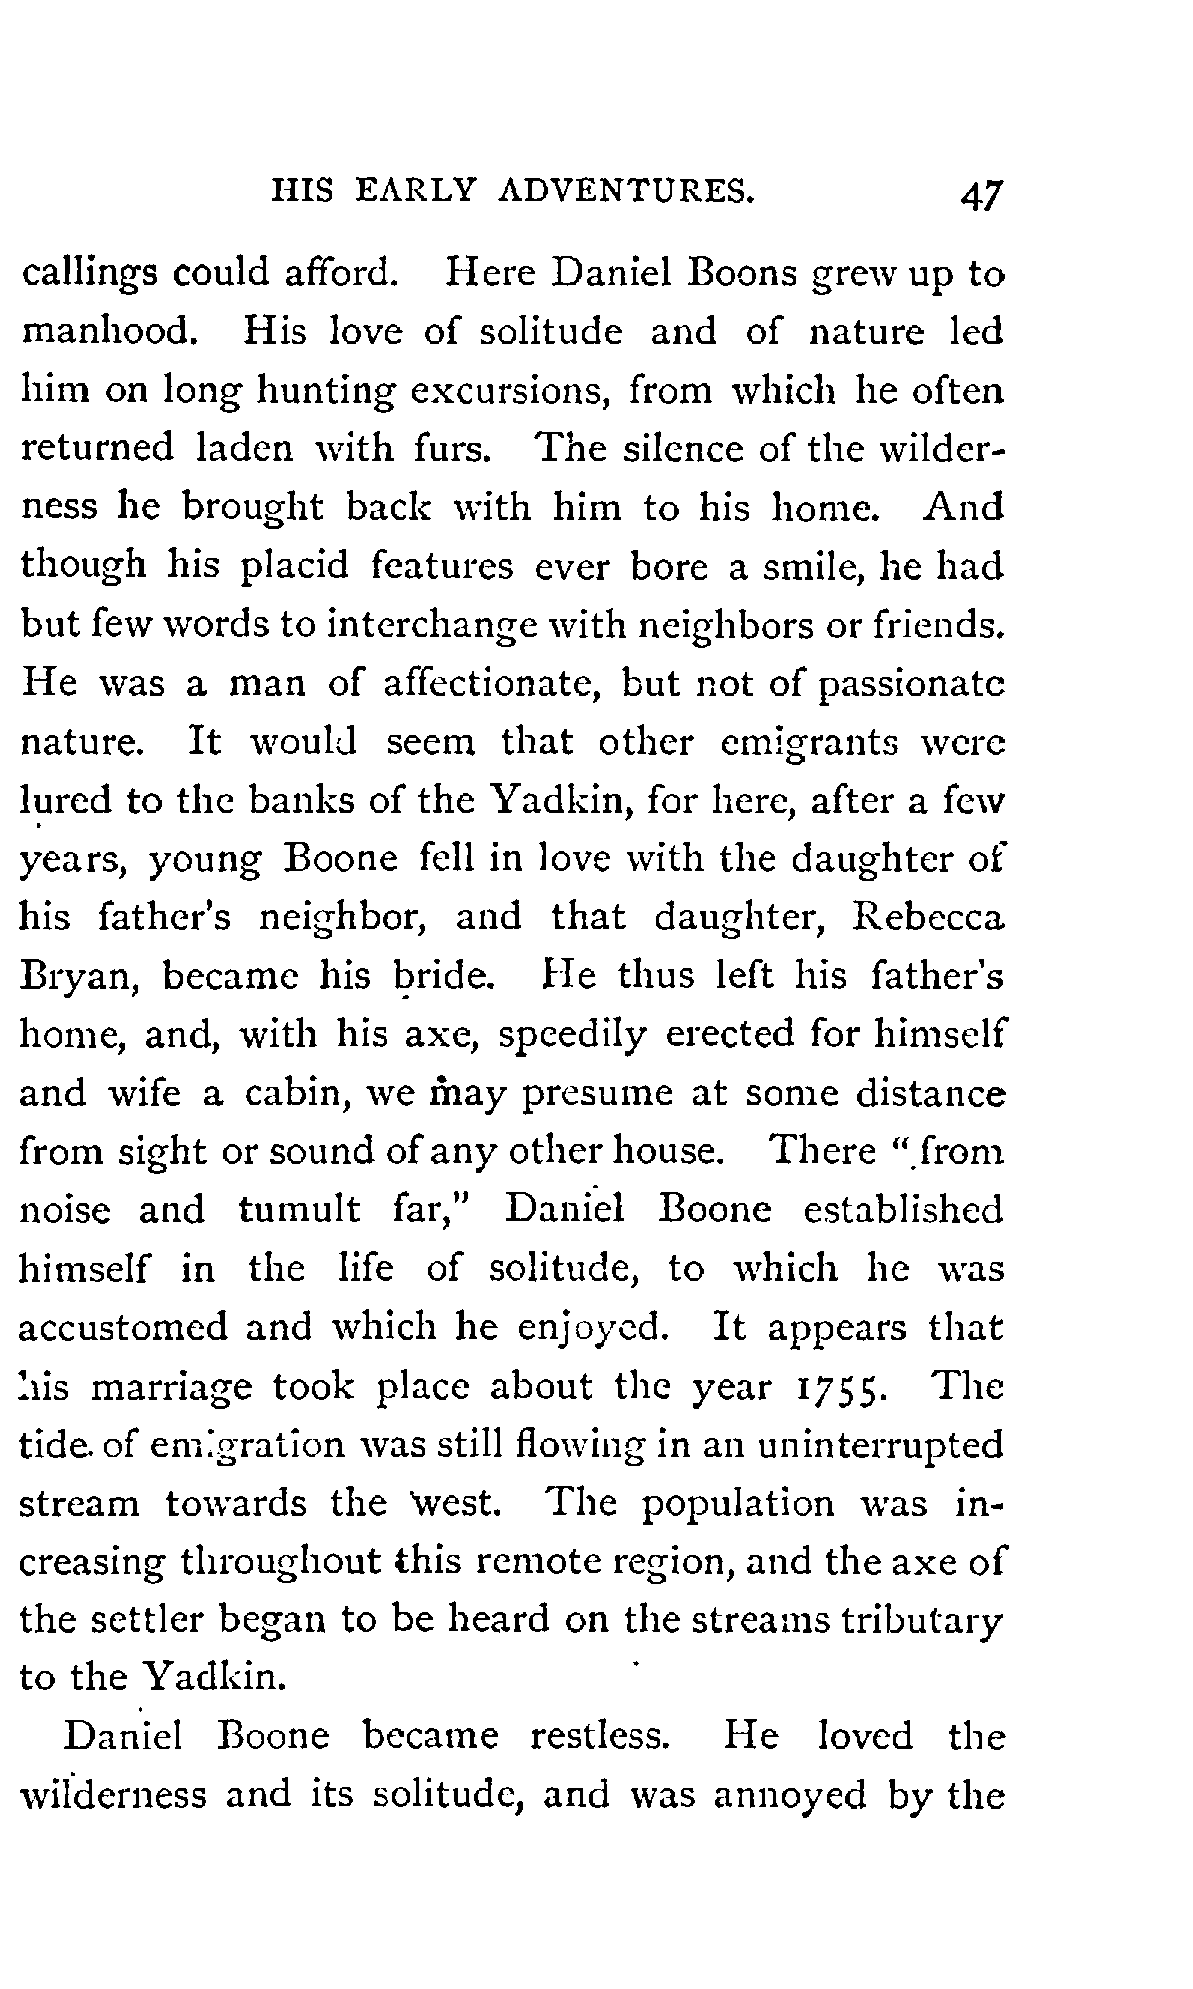 HIS EARLY ADVENTURES. 47
callings could afford. Here Daniel Boons grew up to
manhood. His love of solitude and of nature led
him on long hunting excursions, from which he often
returned laden with furs. The silence of the wilder-
ness he brought back with him to his home. And
though his placid features ever bore a smile, he had
but few words to interchange with neighbors or friends.
He was a man of affectionate, but not of passionate
nature. It would seem that other emigrants were
lured to the banks of the Yadkin, for here, after a few
years, young Boone fell in love with the daughter of
his father's neighbor, and that daughter, Rebecca
Bryan, became his bride. He thus left his father's
home, and, with his axe, speedily erected for himself
and wife a cabin, we may presume at some distance
from sight or sound of any other house. There "from
noise and tumult far," Daniel Boone established
himself in the life of solitude, to which he was
accustomed and which he enjoyed. It appears that
his marriage took place about the year 1755. The
tide of emigration was still flowing in an uninterrupted
stream towards the west. The population was in-
creasing throughout this remote region, and the axe of
the settler began to be heard on the streams tributary
to the Yadkin.
Daniel Boone became restless. He loved the
wilderness and its solitude, and was annoyed by the